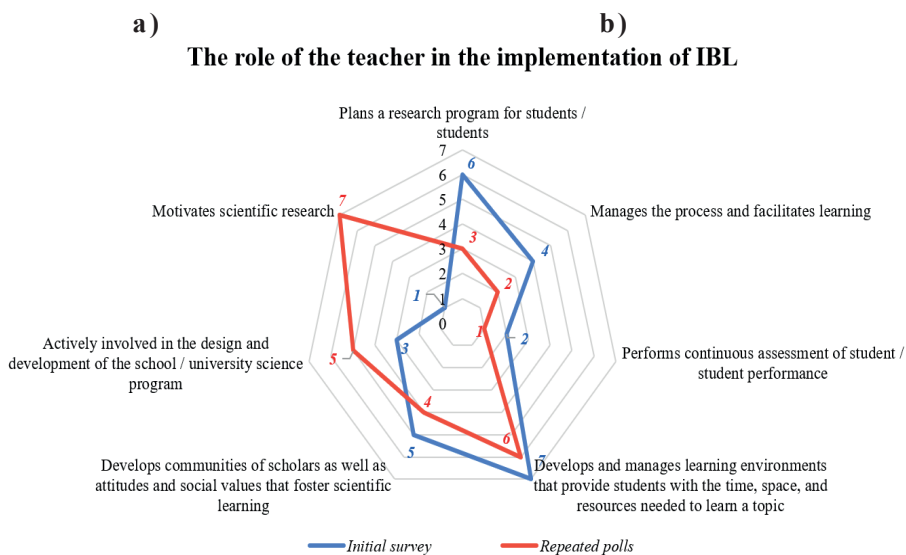 a)
b)
The role of the teacher in the implementation of IBL
Plans a research program for students /
students
7
6
5
4
3
2
1
0
6
4
2
7
5
3
1
3
2
1
6
4
5
7
Manages the process and facilitates learning
Performs continuous assessment of student /
student performance
Develops and manages learning environments
that provide students with the time, space, and
resources needed to learn a topic
Develops communities of scholars as well as
attitudes and social values that foster scientific
learning
Actively involved in the design and
development of the school / university science
program
Motivates scientific research
Initial survey
Repeated polls